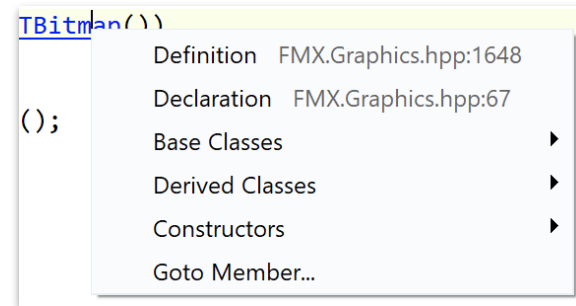 TBitmap())
Definition FMX.Graphics.hpp:1648
Declaration FMX.Graphics.hpp:67
();
Base Classes
Derived Classes
Constructors
Goto Member...